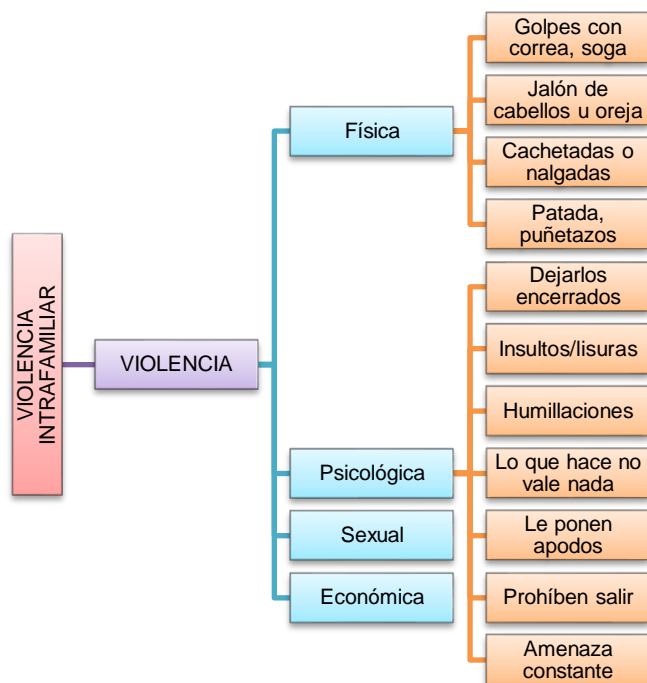 VIOLENCIA
INTRAFAMILIAR
VIOLENCIA
Física
Golpes con
correa, soga
Jalón de
cabellos u oreja
Cachetadas o
nalgadas
Patada,
puñetazos
Psicológica
Dejarlos
encerrados
Insultos/lisuras
Humillaciones
Lo que hace no
vale nada
Le ponen
apodos
Prohíben salir
Amenaza
constante
Sexual
Económica